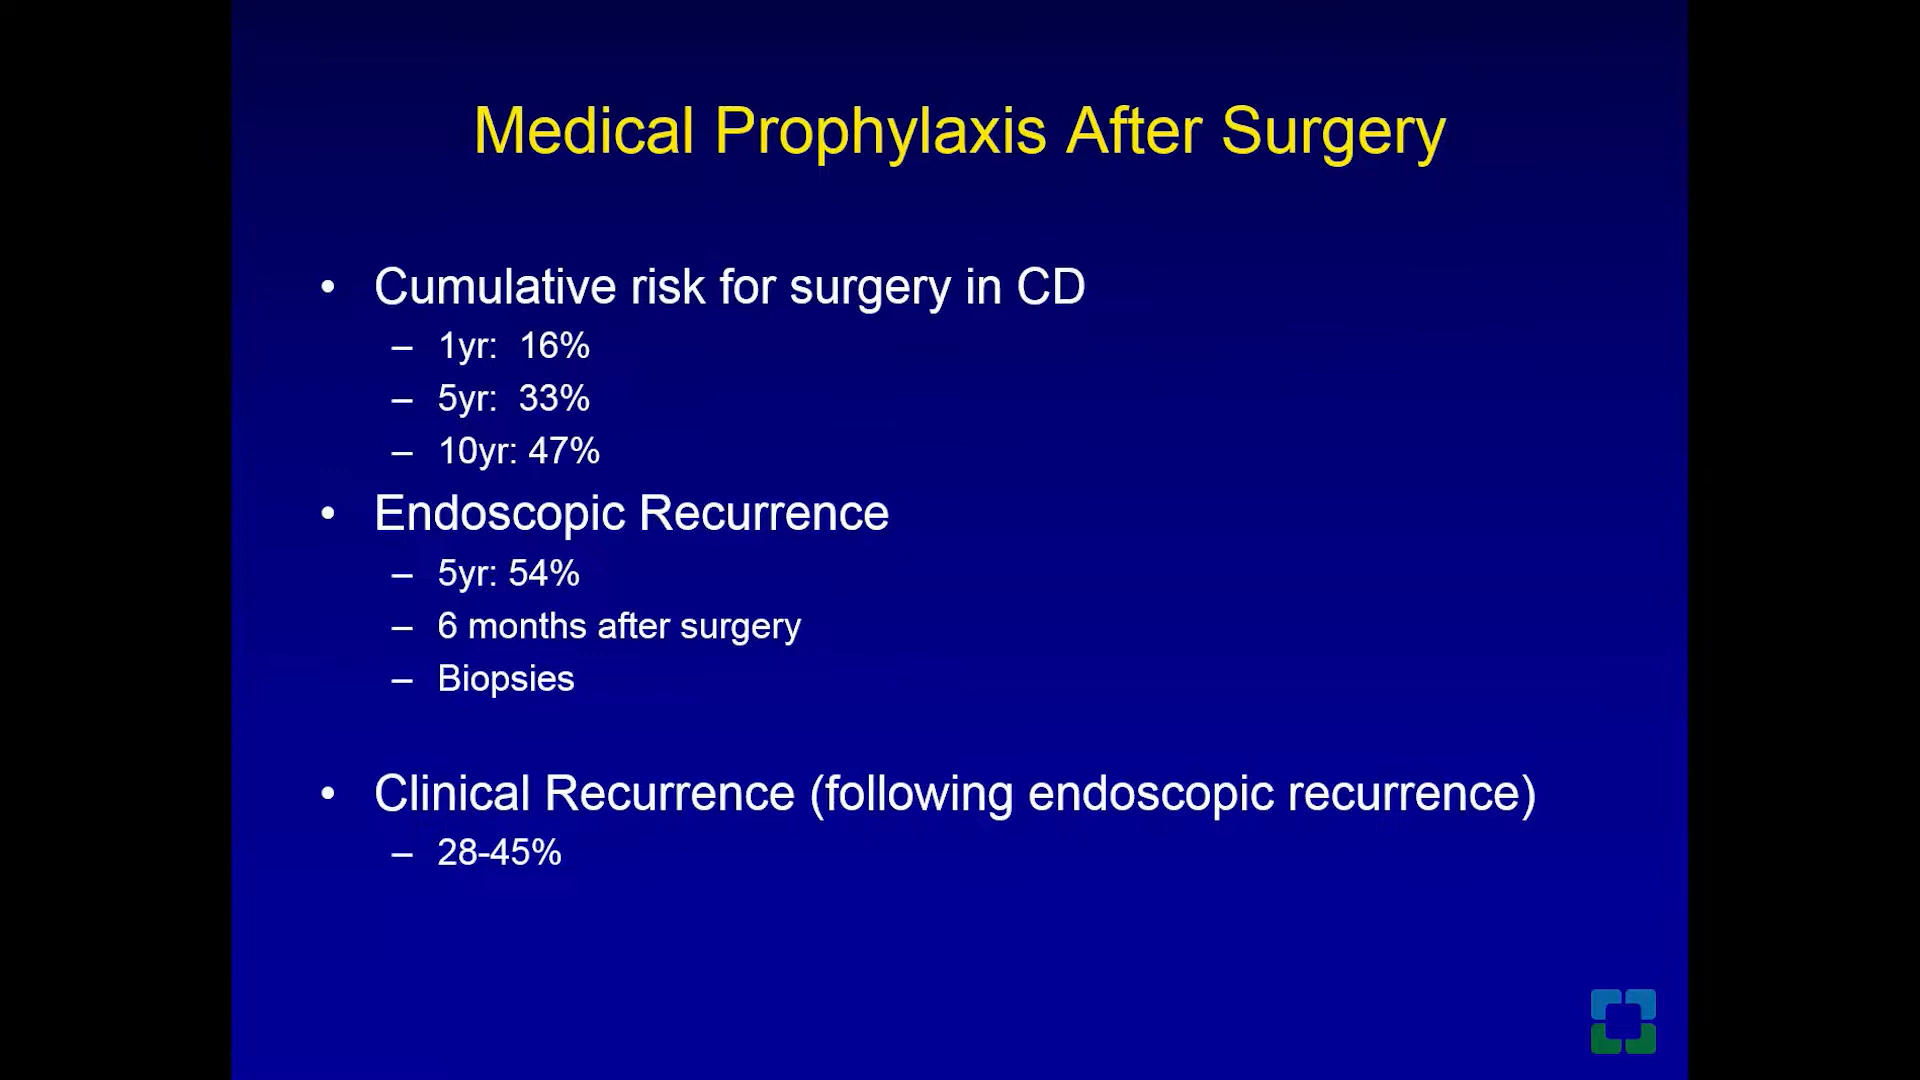 Medical Prophylaxis After Surgery
• Cumulative risk for surgery in CD
– 1yr: 16%
– 5yr: 33%
– 10yr: 47%
• Endoscopic Recurrence
– 5yr: 54%
– 6 months after surgery
– Biopsies
• Clinical Recurrence (following endoscopic recurrence)
– 28-45%